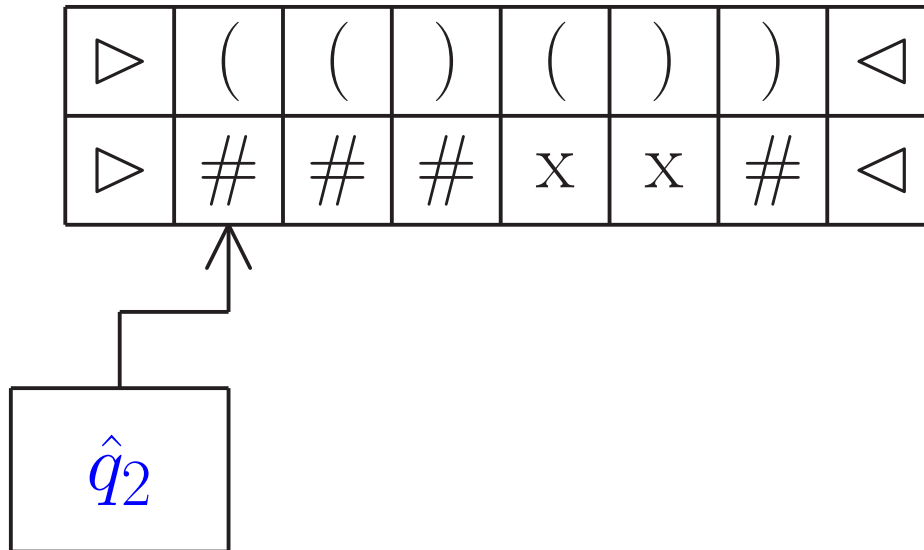 ▷ ( ( ) ( ) ) ◁
▷ # # # x x # ◁
q̂₂